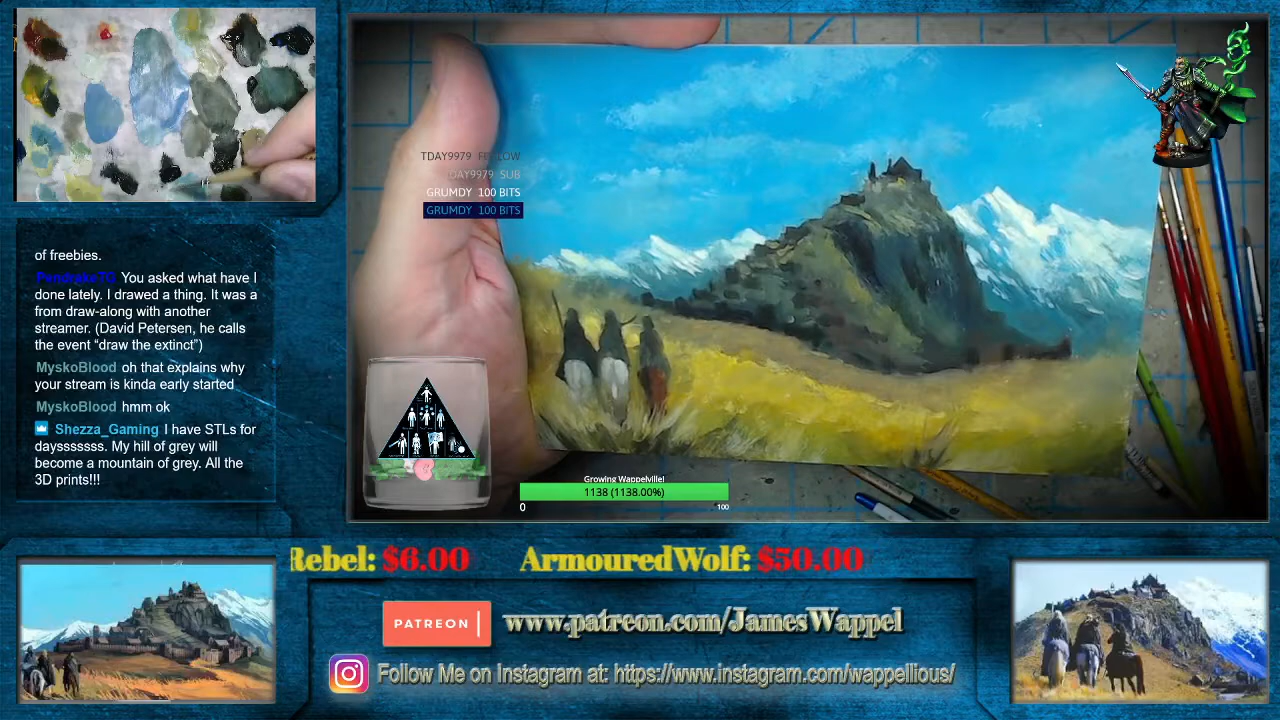 of freebies.
PendrakeTG You asked what have I
done lately. I drawed a thing. It was a
from draw-along with another
streamer. (David Petersen, he calls
the event “draw the extinct”)
MyskoBlood oh that explains why
your stream is kinda early started
MyskoBlood hmm ok
Shezza_Gaming I have STLs for
dayssssssss. My hill of grey will
become a mountain of grey. All the
3D prints!!!
TDAY9979 FOLLOW
DAY9979 SUB
GRUMDY 100 BITS
GRUMDY 100 BITS
Growing Wappelville!
1138 (1138.00%)
0 100
Rebel: $6.00 ArmouredWolf: $50.00
PATREON www.patreon.com/JamesWappel
Follow Me on Instagram at: https://www.instagram.com/wappellious/